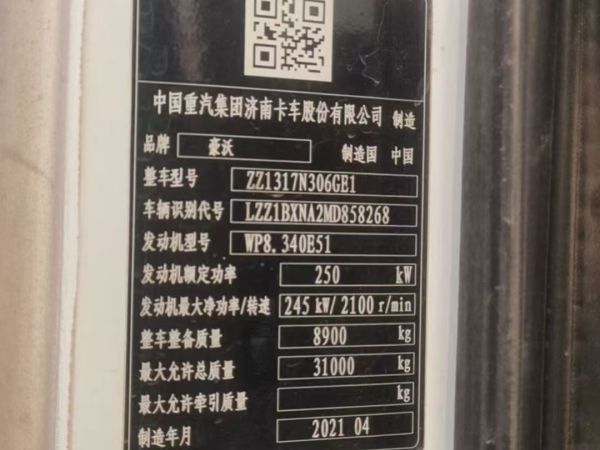 中国重汽集团济南卡车股份有限公司 制造
品牌 豪沃 制造国 中国
整车型号 ZZ1317N306GE1
车辆识别代号 LZZ1BXNA2MD858268
发动机型号 WP8.340E51
发动机额定功率 250 kW
发动机最大净功率/转速 245 kW/ 2100 r/min
整车整备质量 8900 kg
最大允许总质量 31000 kg
最大允许牵引质量 kg
制造年月 2021 04